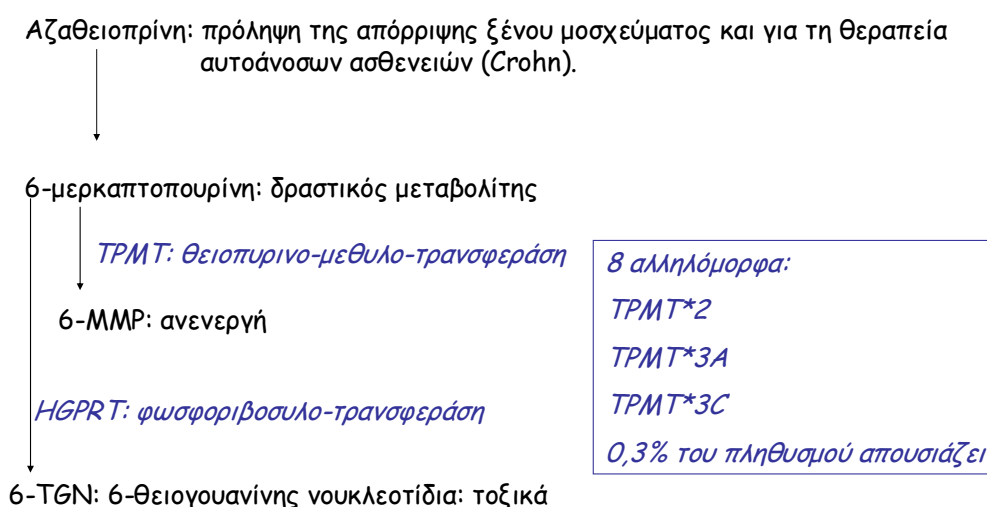 Αζαθειοπρίνη: πρόληψη της απόρριψης ξένου μοσχεύματος και για τη θεραπεία
αυτοάνοσων ασθενειών (Crohn).
6-μερκαπτοπουρίνη: δραστικός μεταβολίτης
TPMT: θειοπυρινο-μεθυλο-τρανσφεράση
6-MMP: ανενεργή
HGPRT: φωσφοριβοσυλο-τρανσφεράση
6-TGN: 6-θειογουανίνης νουκλεοτίδια: τοξικά
8 αλληλόμορφα:
TPMT*2
TPMT*3A
TPMT*3C
0,3% του πληθυσμού απουσιάζει